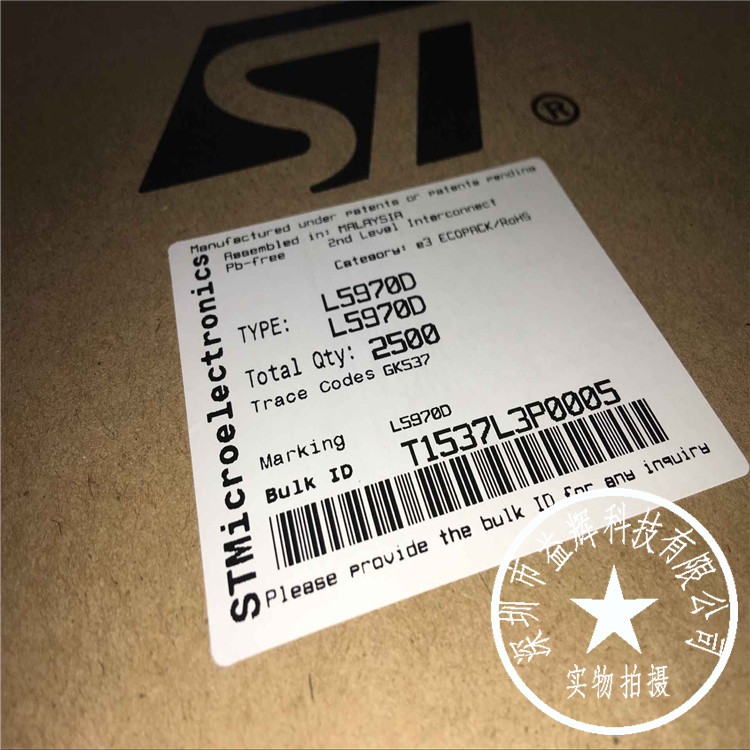 ST®
Manufactured under patents or patents pending
Assembled in: MALAYSIA
Pb-free 2nd Level Interconnect
Category: e3 ECOPACK/RoHS
STMicroelectronics
TYPE: L5970D
L5970D
Total Qty: 2500
Trace Codes GK537
Marking L5970D
Bulk ID T1537L3P0005
Please provide the bulk ID for any inquiry
深圳市益辉科技有限公司
实物拍摄